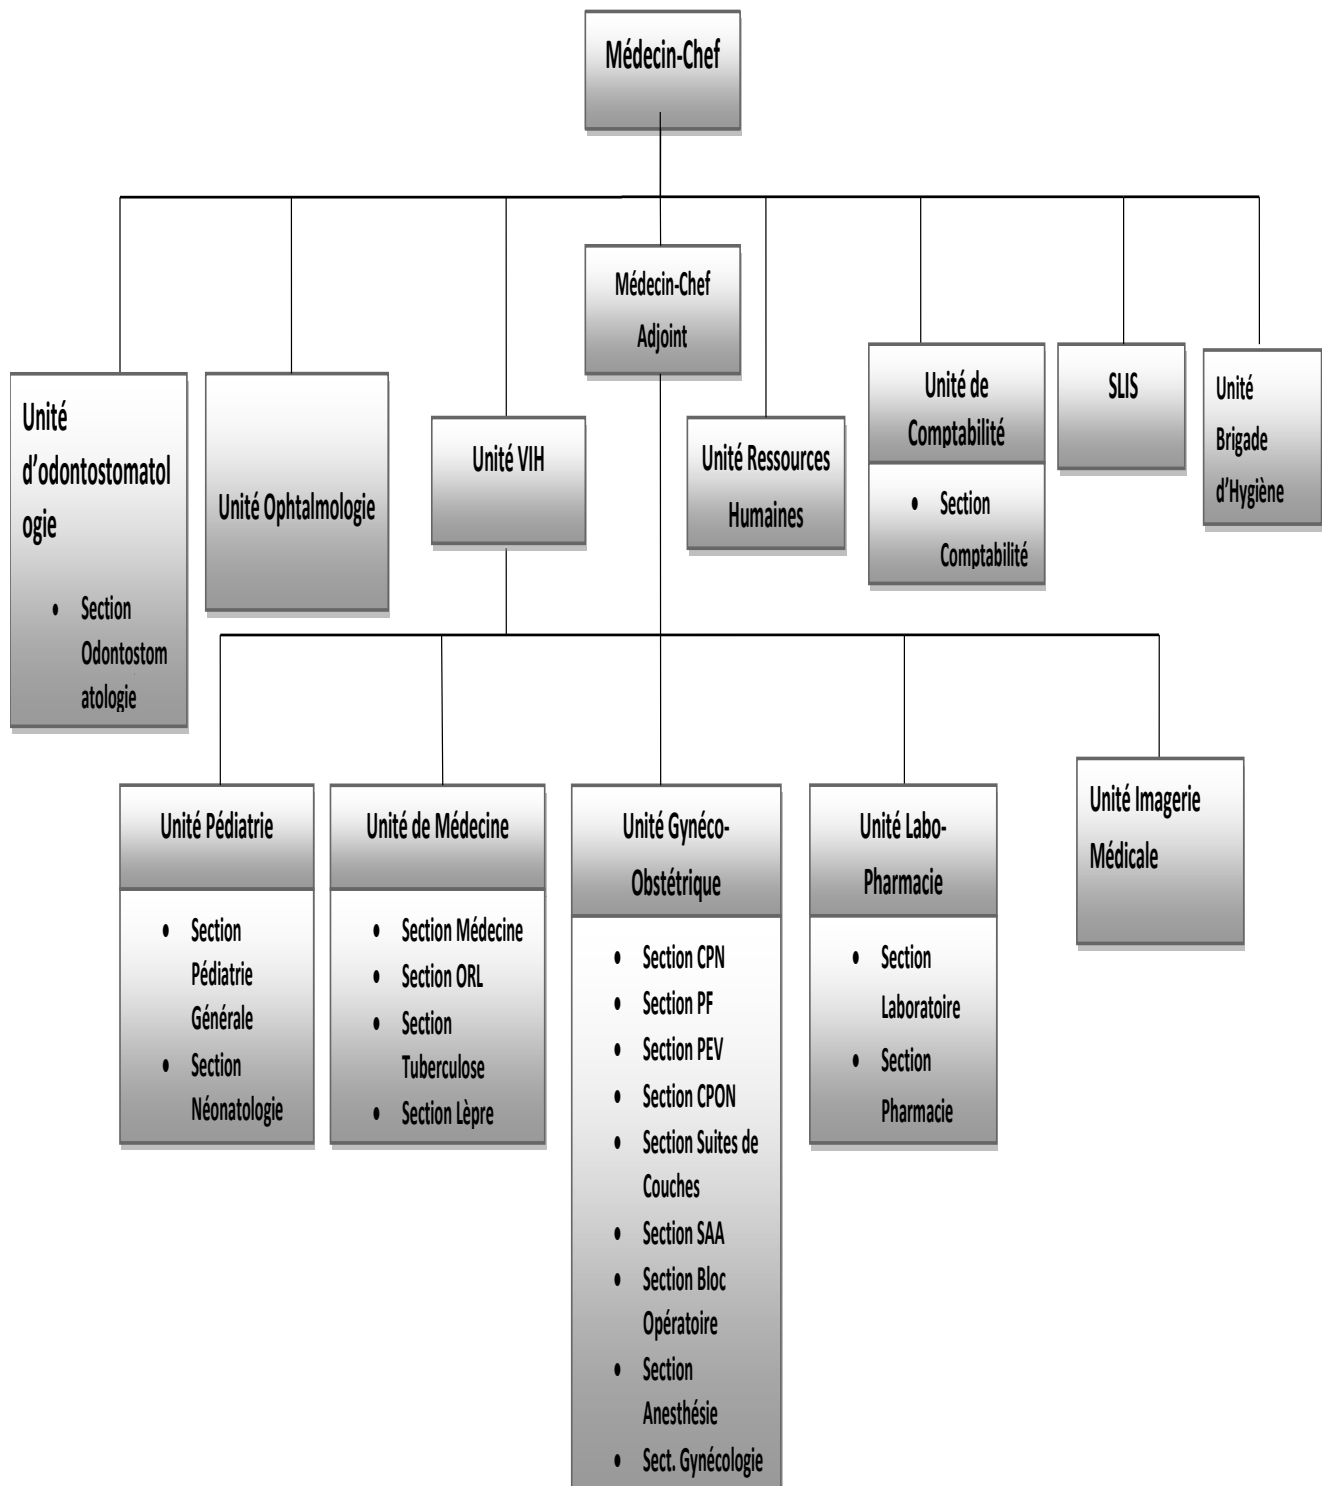 Médecin-Chef
Médecin-Chef
Adjoint
Unité
d’odontostomatol
ogie
• Section
Odontostom
atologie
Unité Ophtalmologie
Unité VIH
Unité Ressources
Humaines
Unité de
Comptabilité
• Section
Comptabilité
SLIS
Unité
Brigade
d’Hygiène
Unité Pédiatrie
• Section
Pédiatrie
Générale
• Section
Néonatologie
Unité de Médecine
• Section Médecine
• Section ORL
• Section
Tuberculose
• Section Lèpre
Unité Gynéco-
Obstétrique
• Section CPN
• Section PF
• Section PEV
• Section CPON
• Section Suites de
Couches
• Section SAA
• Section Bloc
Opératoire
• Section
Anesthésie
• Sect. Gynécologie
Unité Labo-
Pharmacie
• Section
Laboratoire
• Section
Pharmacie
Unité Imagerie
Médicale